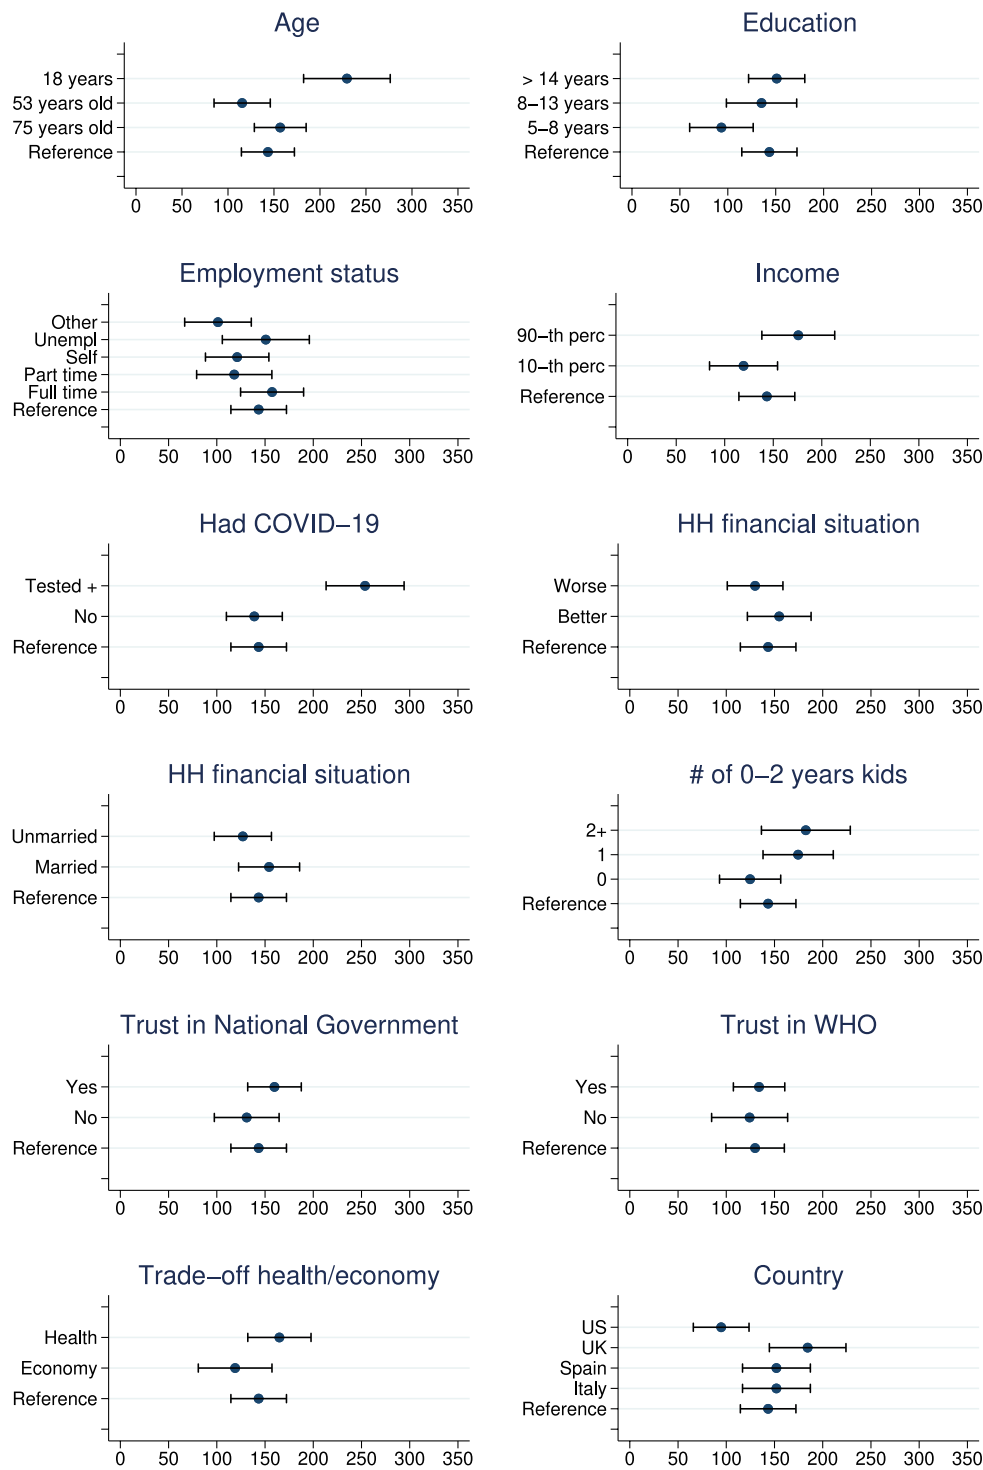 Age
18 years
53 years old
75 years old
Reference
0 50 100 150 200 250 300 350
Education
> 14 years
8–13 years
5–8 years
Reference
0 50 100 150 200 250 300 350
Employment status
Other
Unempl
Self
Part time
Full time
Reference
0 50 100 150 200 250 300 350
Income
90–th perc
10–th perc
Reference
0 50 100 150 200 250 300 350
Had COVID–19
Tested +
No
Reference
0 50 100 150 200 250 300 350
HH financial situation
Worse
Better
Reference
0 50 100 150 200 250 300 350
HH financial situation
Unmarried
Married
Reference
0 50 100 150 200 250 300 350
# of 0–2 years kids
2+
1
0
Reference
0 50 100 150 200 250 300 350
Trust in National Government
Yes
No
Reference
0 50 100 150 200 250 300 350
Trust in WHO
Yes
No
Reference
0 50 100 150 200 250 300 350
Trade–off health/economy
Health
Economy
Reference
0 50 100 150 200 250 300 350
Country
US
UK
Spain
Italy
Reference
0 50 100 150 200 250 300 350